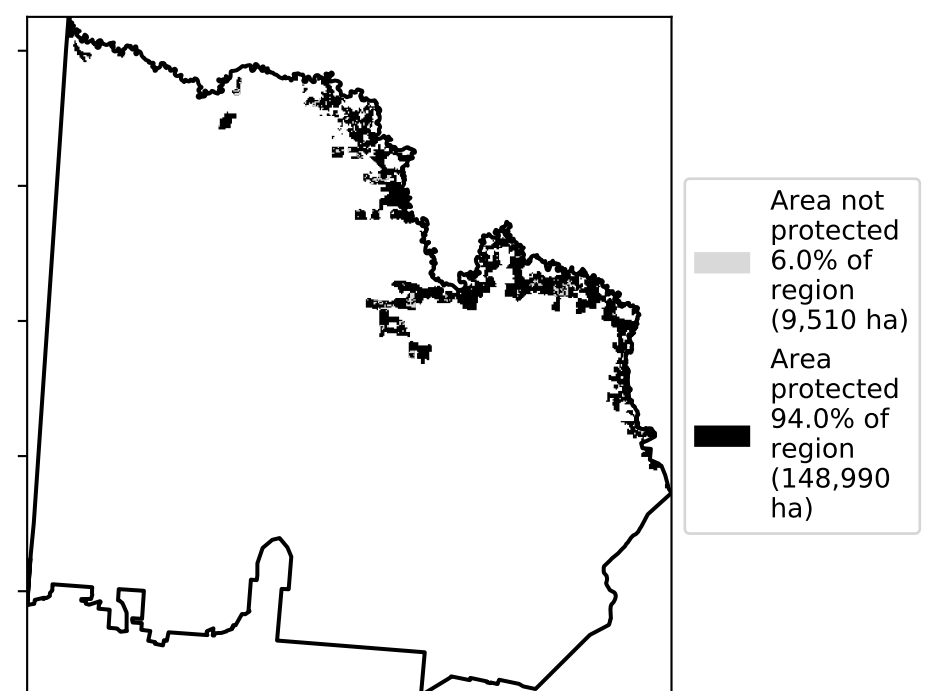 Area not
protected
6.0% of
region
(9,510 ha)
Area
protected
94.0% of
region
(148,990
ha)